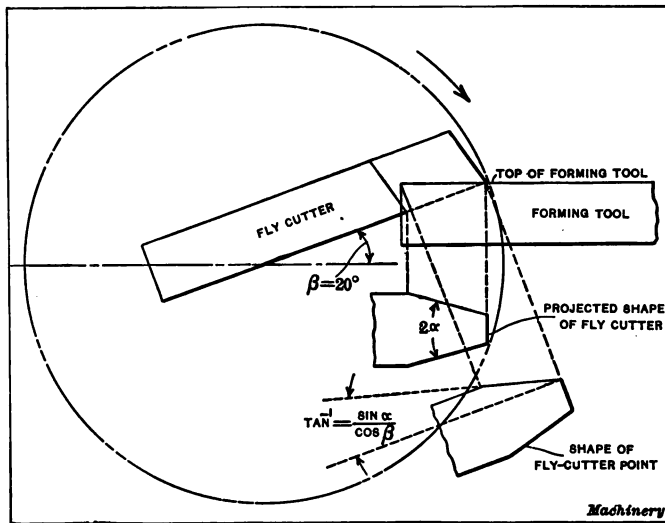 TOP OF FORMING TOOL
FORMING TOOL
FLY CUTTER
β=20°
PROJECTED SHAPE
OF FLY CUTTER
2α
TAN⁻¹= SIN α
COS β
SHAPE OF
FLY-CUTTER POINT
Machinery